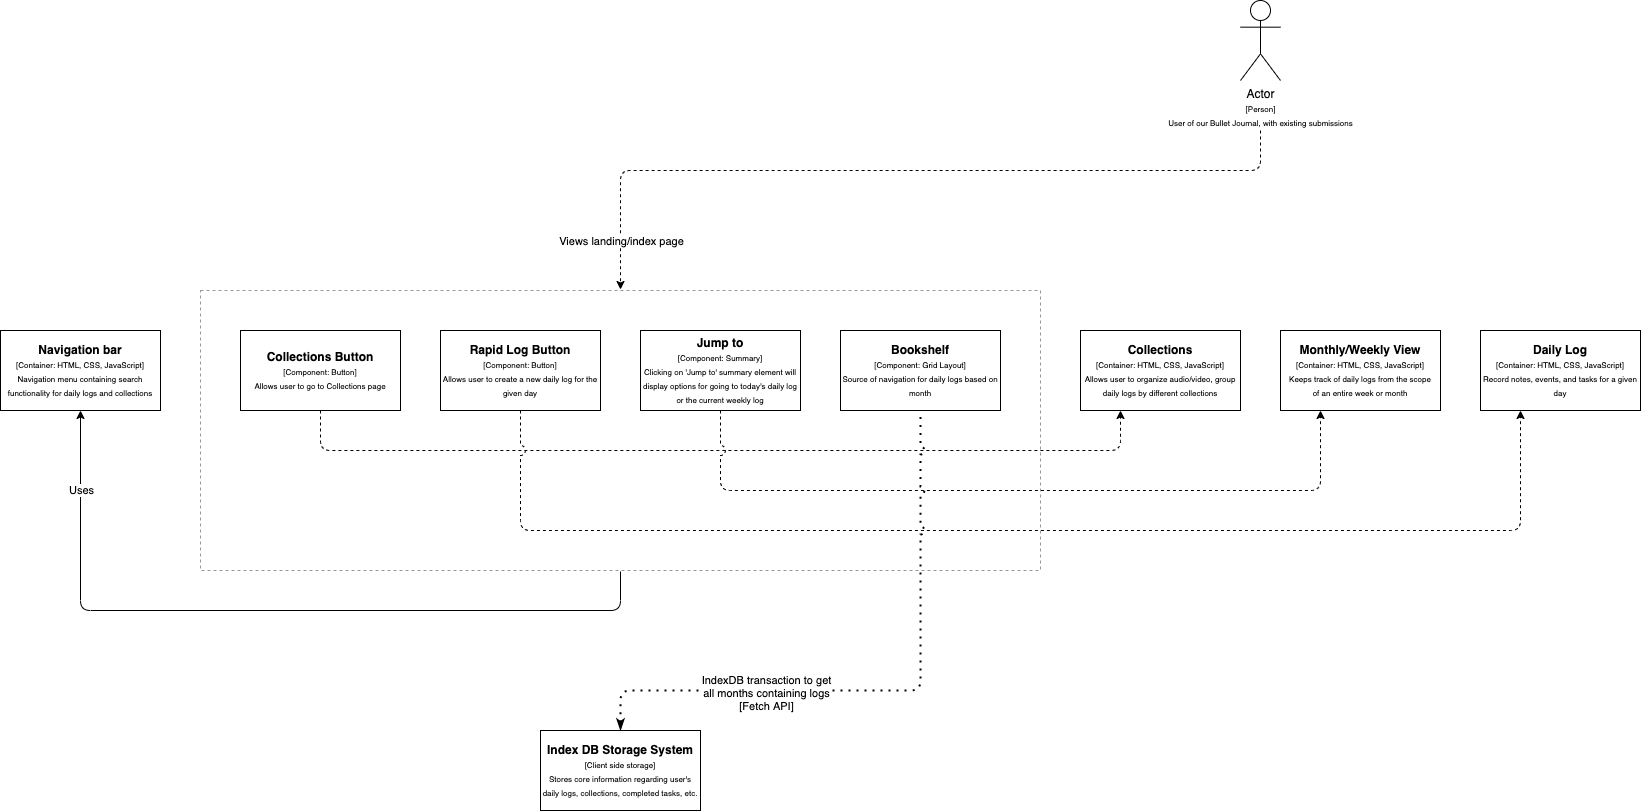 Actor
[Person]
User of our Bullet Journal, with existing submissions
Views landing/index page
Navigation bar
[Container: HTML, CSS, JavaScript]
Navigation menu containing search
functionality for daily logs and collections
Collections Button
[Component: Button]
Allows user to go to Collections page
Rapid Log Button
[Component: Button]
Allows user to create a new daily log for the
given day
Jump to
[Component: Summary]
Clicking on 'Jump to' summary element will
display options for going to today's daily log
or the current weekly log
Bookshelf
[Component: Grid Layout]
Source of navigation for daily logs based on
month
Collections
[Container: HTML, CSS, JavaScript]
Allows user to organize audio/video, group
daily logs by different collections
Monthly/Weekly View
[Container: HTML, CSS, JavaScript]
Keeps track of daily logs from the scope
of an entire week or month
Daily Log
[Container: HTML, CSS, JavaScript]
Record notes, events, and tasks for a given
day
Uses
IndexDB transaction to get
all months containing logs
[Fetch API]
Index DB Storage System
[Client side storage]
Stores core information regarding user's
daily logs, collections, completed tasks, etc.